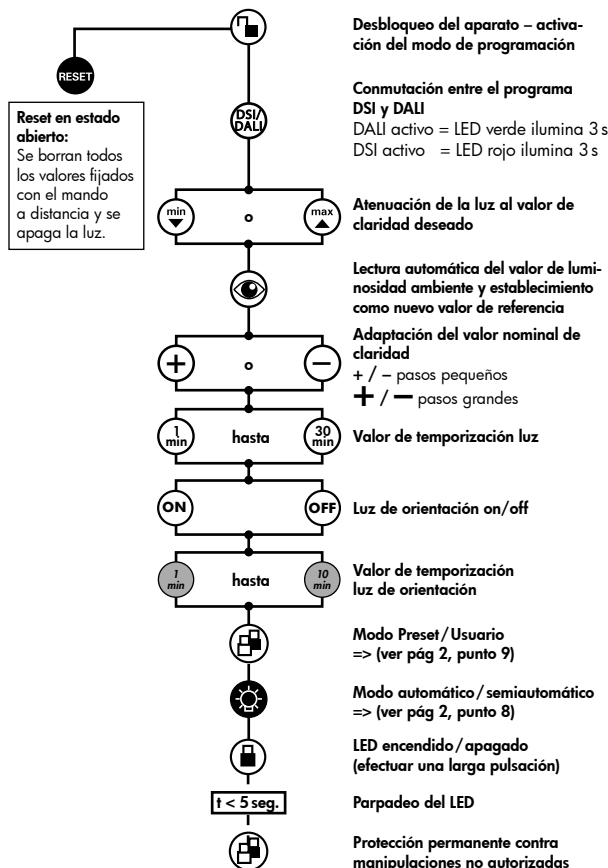 Desbloqueo del aparato – activa-
ción del modo de programación
RESET
Reset en estado
abierto:
Se borran todos
los valores fijados
con el mando
a distancia y se
apaga la luz.
DSI/
DALI
Conmutación entre el programa
DSI y DALI
DALI activo = LED verde ilumina 3 s
DSI activo = LED rojo ilumina 3 s
min
o
max
Atenuación de la luz al valor de
claridad deseado
Lectura automática del valor de lumi-
nosidad ambiente y establecimiento
como nuevo valor de referencia
+
o
–
Adaptación del valor nominal de
claridad
+ / – pasos pequeños
+ / – pasos grandes
1
min
hasta
30
min
Valor de temporización luz
ON
OFF
Luz de orientación on/off
1
min
hasta
10
min
Valor de temporización
luz de orientación
Modo Preset/Usuario
=> (ver pág 2, punto 9)
Modo automático/semiautomático
=> (ver pág 2, punto 8)
LED encendido/apagado
(efectuar una larga pulsación)
t < 5 seg.
Parpadeo del LED
Protección permanente contra
manipulaciones no autorizadas